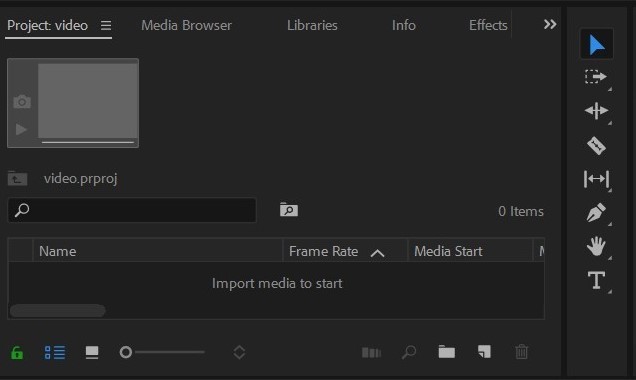 Project: video Media Browser Libraries Info Effects
video.prproj
0 Items
Name Frame Rate Media Start
Import media to start